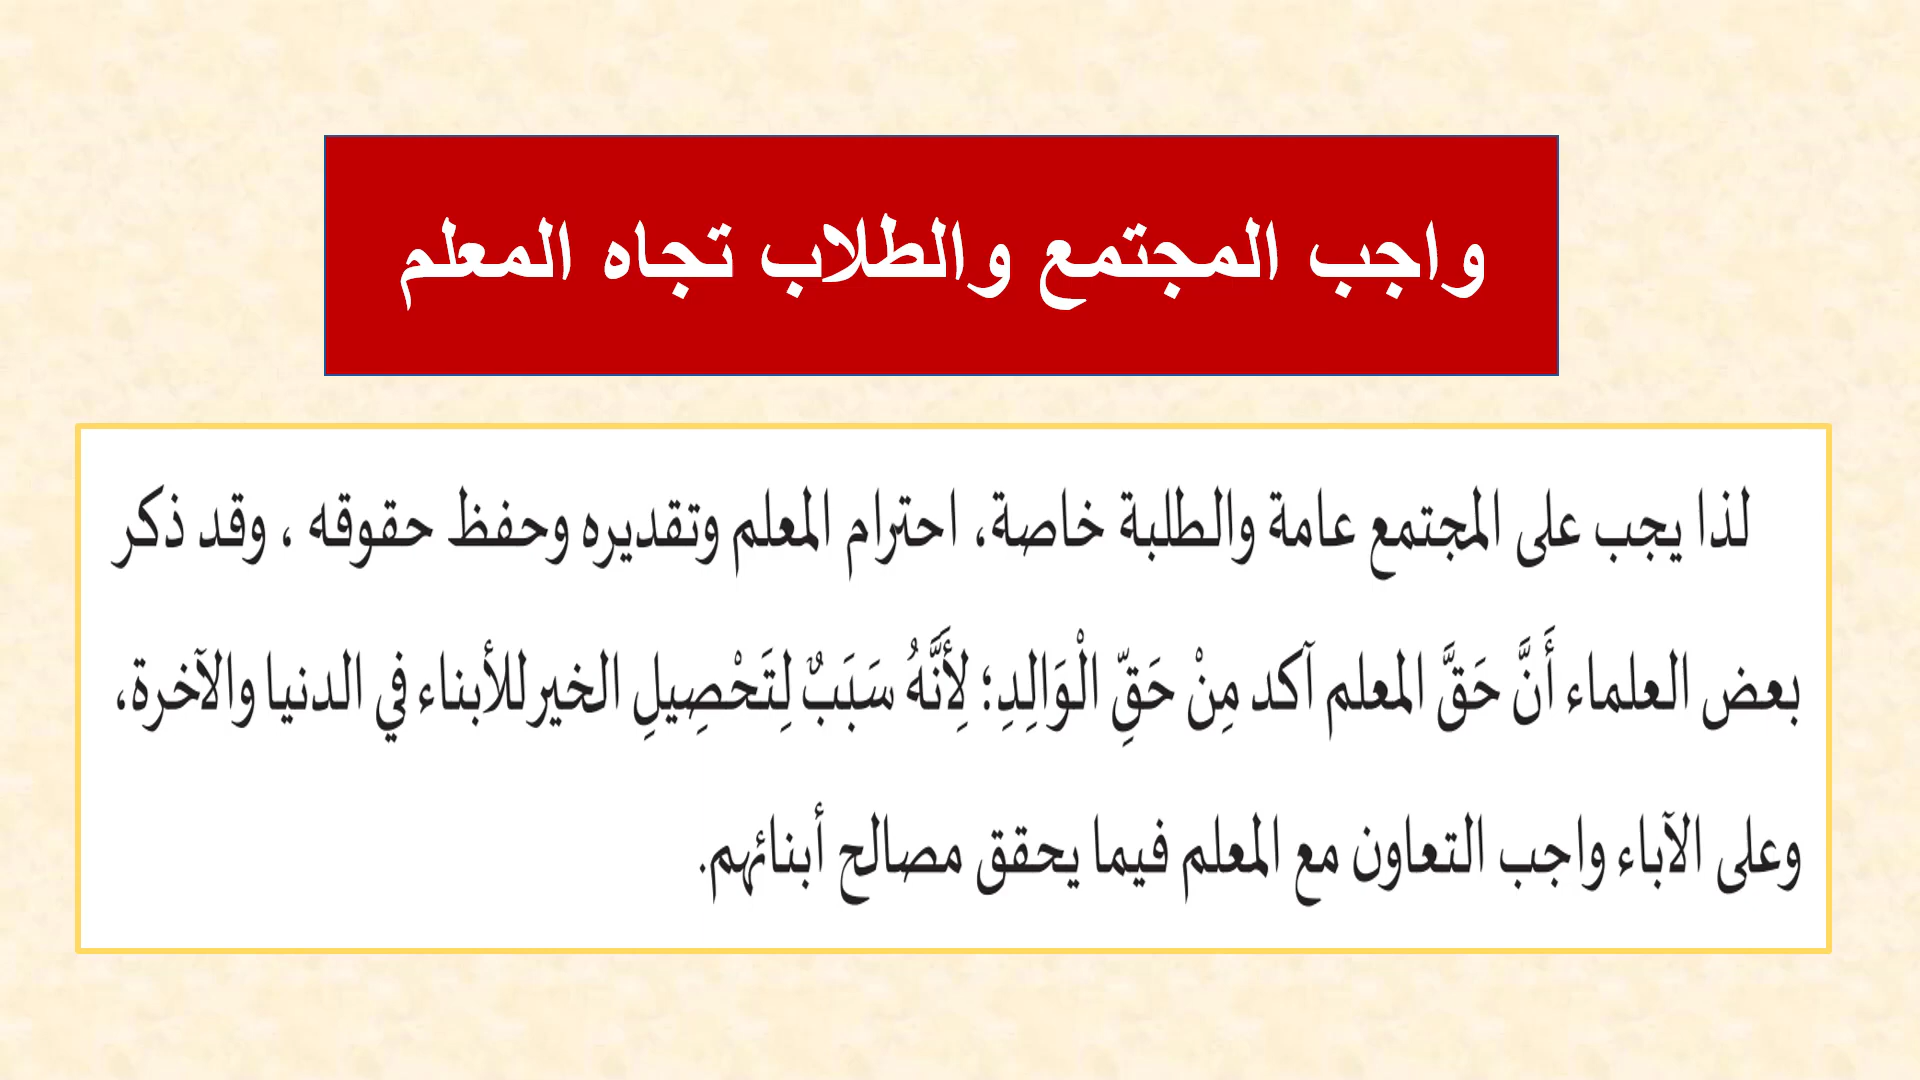 واجب المجتمع والطلاب تجاه المعلم
لذا يجب على المجتمع عامة والطلبة خاصة، احترام المعلم وتقديره وحفظ حقوقه ، وقد ذكر
بعض العلماء أَنَّ حَقَّ المعلم آكد مِنْ حَقِّ الْوَالِدِ؛ لِأَنَّهُ سَبَبٌ لِتَحْصِيلِ الخير للأبناء في الدنيا والآخرة،
وعلى الآباء واجب التعاون مع المعلم فيما يحقق مصالح أبنائهم.